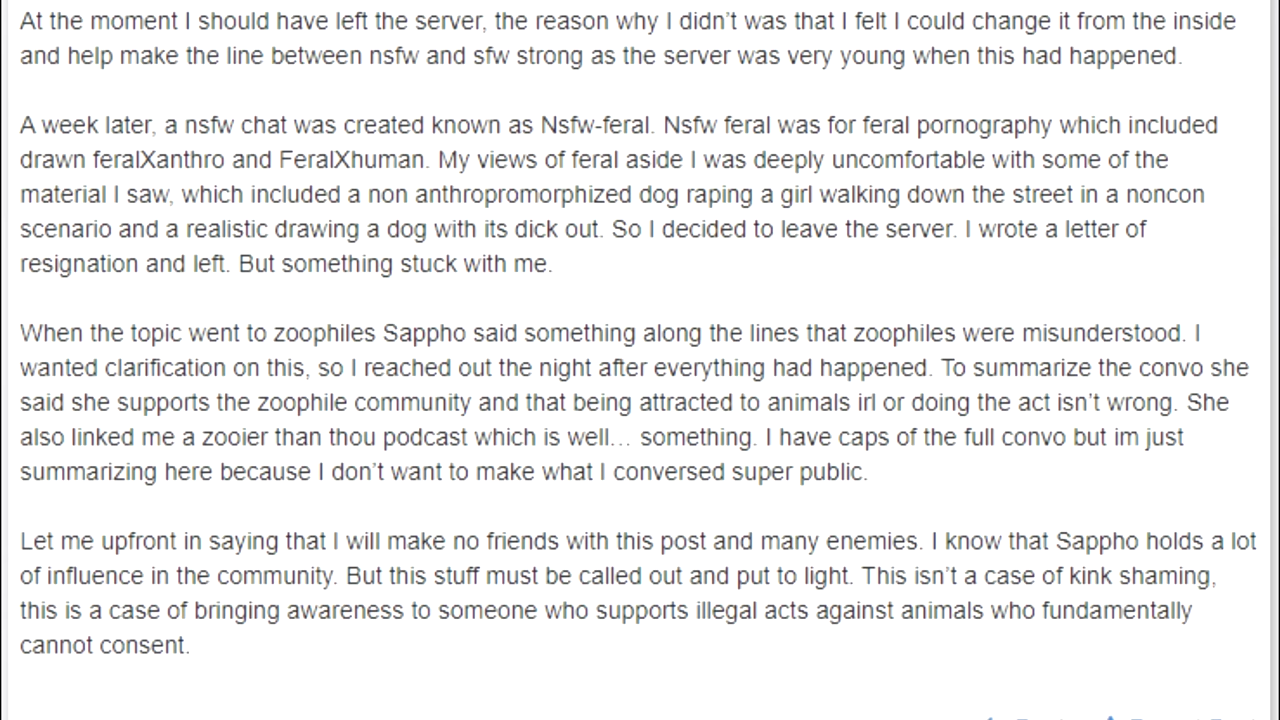 At the moment I should have left the server, the reason why I didn't was that I felt I could change it from the inside
and help make the line between nsfw and sfw strong as the server was very young when this had happened.
A week later, a nsfw chat was created known as Nsfw-feral. Nsfw feral was for feral pornography which included
drawn feralXanthro and FeralXhuman. My views of feral aside I was deeply uncomfortable with some of the
material I saw, which included a non anthropromorphized dog raping a girl walking down the street in a noncon
scenario and a realistic drawing a dog with its dick out. So I decided to leave the server. I wrote a letter of
resignation and left. But something stuck with me.
When the topic went to zoophiles Sappho said something along the lines that zoophiles were misunderstood. I
wanted clarification on this, so I reached out the night after everything had happened. To summarize the convo she
said she supports the zoophile community and that being attracted to animals irl or doing the act isn't wrong. She
also linked me a zooier than thou podcast which is well... something. I have caps of the full convo but im just
summarizing here because I don't want to make what I conversed super public.
Let me upfront in saying that I will make no friends with this post and many enemies. I know that Sappho holds a lot
of influence in the community. But this stuff must be called out and put to light. This isn't a case of kink shaming,
this is a case of bringing awareness to someone who supports illegal acts against animals who fundamentally
cannot consent.